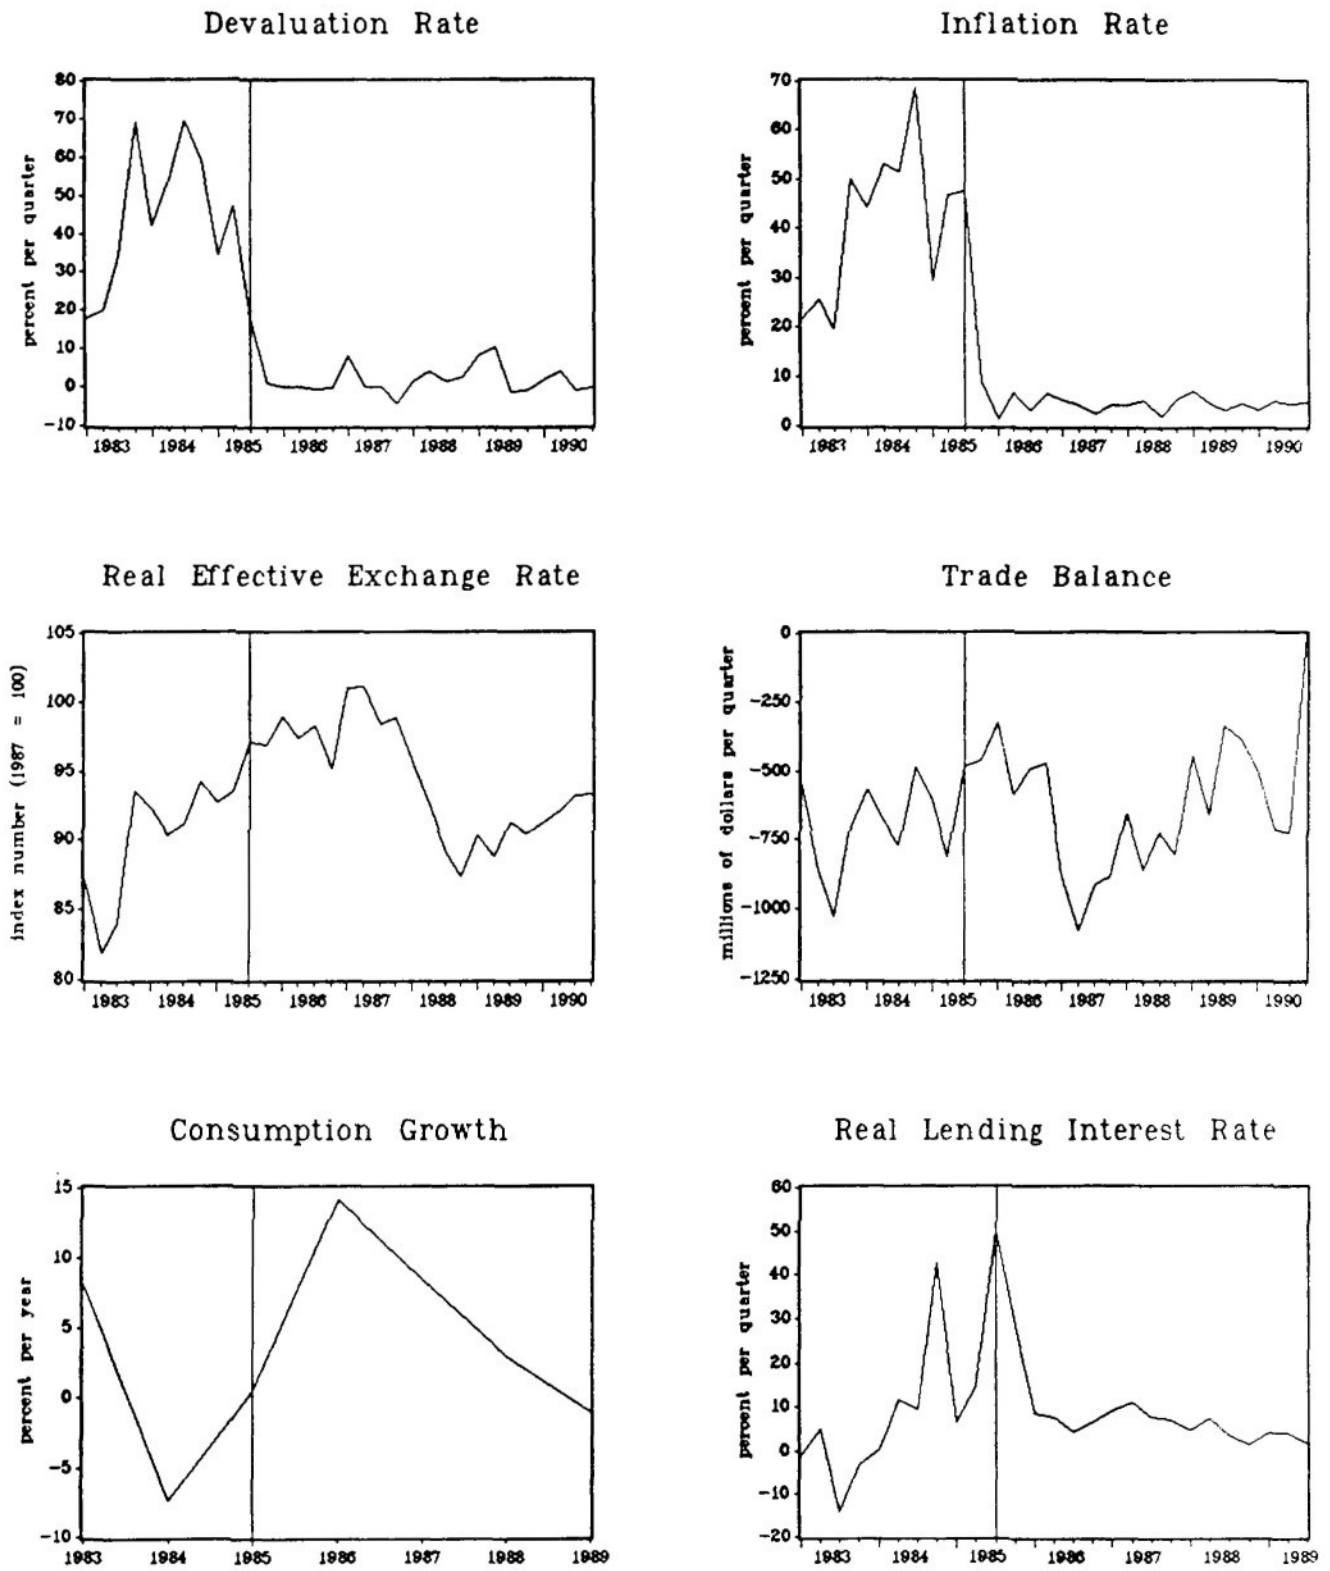 Devaluation Rate
percent per quarter
80
70
60
50
40
30
20
10
0
-10
1983 1984 1985 1986 1987 1988 1989 1990
Inflation Rate
percent per quarter
70
60
50
40
30
20
10
0
1983 1984 1985 1986 1987 1988 1989 1990
Real Effective Exchange Rate
index number (1987 = 100)
105
100
95
90
85
80
1983 1984 1985 1986 1987 1988 1989 1990
Trade Balance
millions of dollars per quarter
0
-250
-500
-750
-1000
-1250
1983 1984 1985 1986 1987 1988 1989 1990
Consumption Growth
percent per year
15
10
5
0
-5
-10
1983 1984 1985 1986 1987 1988 1989
Real Lending Interest Rate
percent per quarter
60
50
40
30
20
10
0
-10
-20
1983 1984 1985 1986 1987 1988 1989